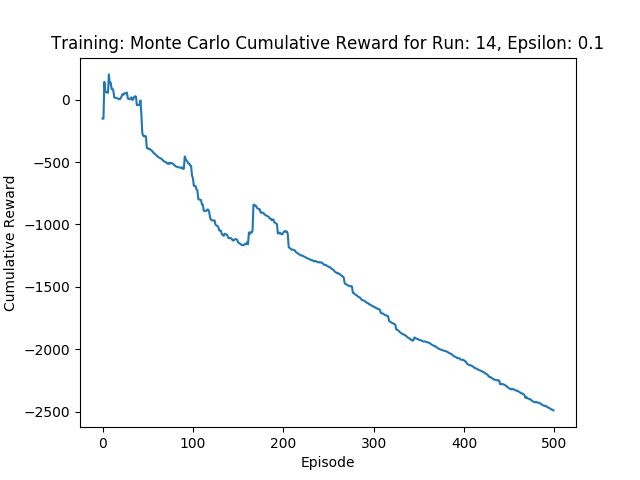 Training: Monte Carlo Cumulative Reward for Run: 14, Epsilon: 0.1
0
−500
−1000
−1500
−2000
−2500
Cumulative Reward
0 100 200 300 400 500
Episode